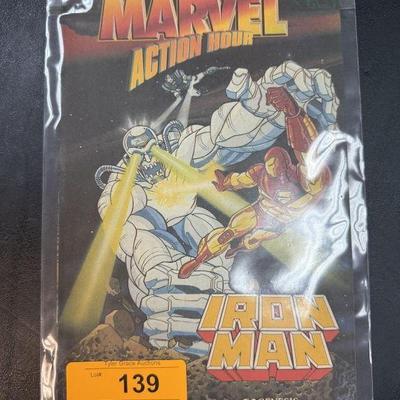 MARVEL
ACTION HOUR
IRON
MAN
Tyler Grace Auctions
Lot#:
139